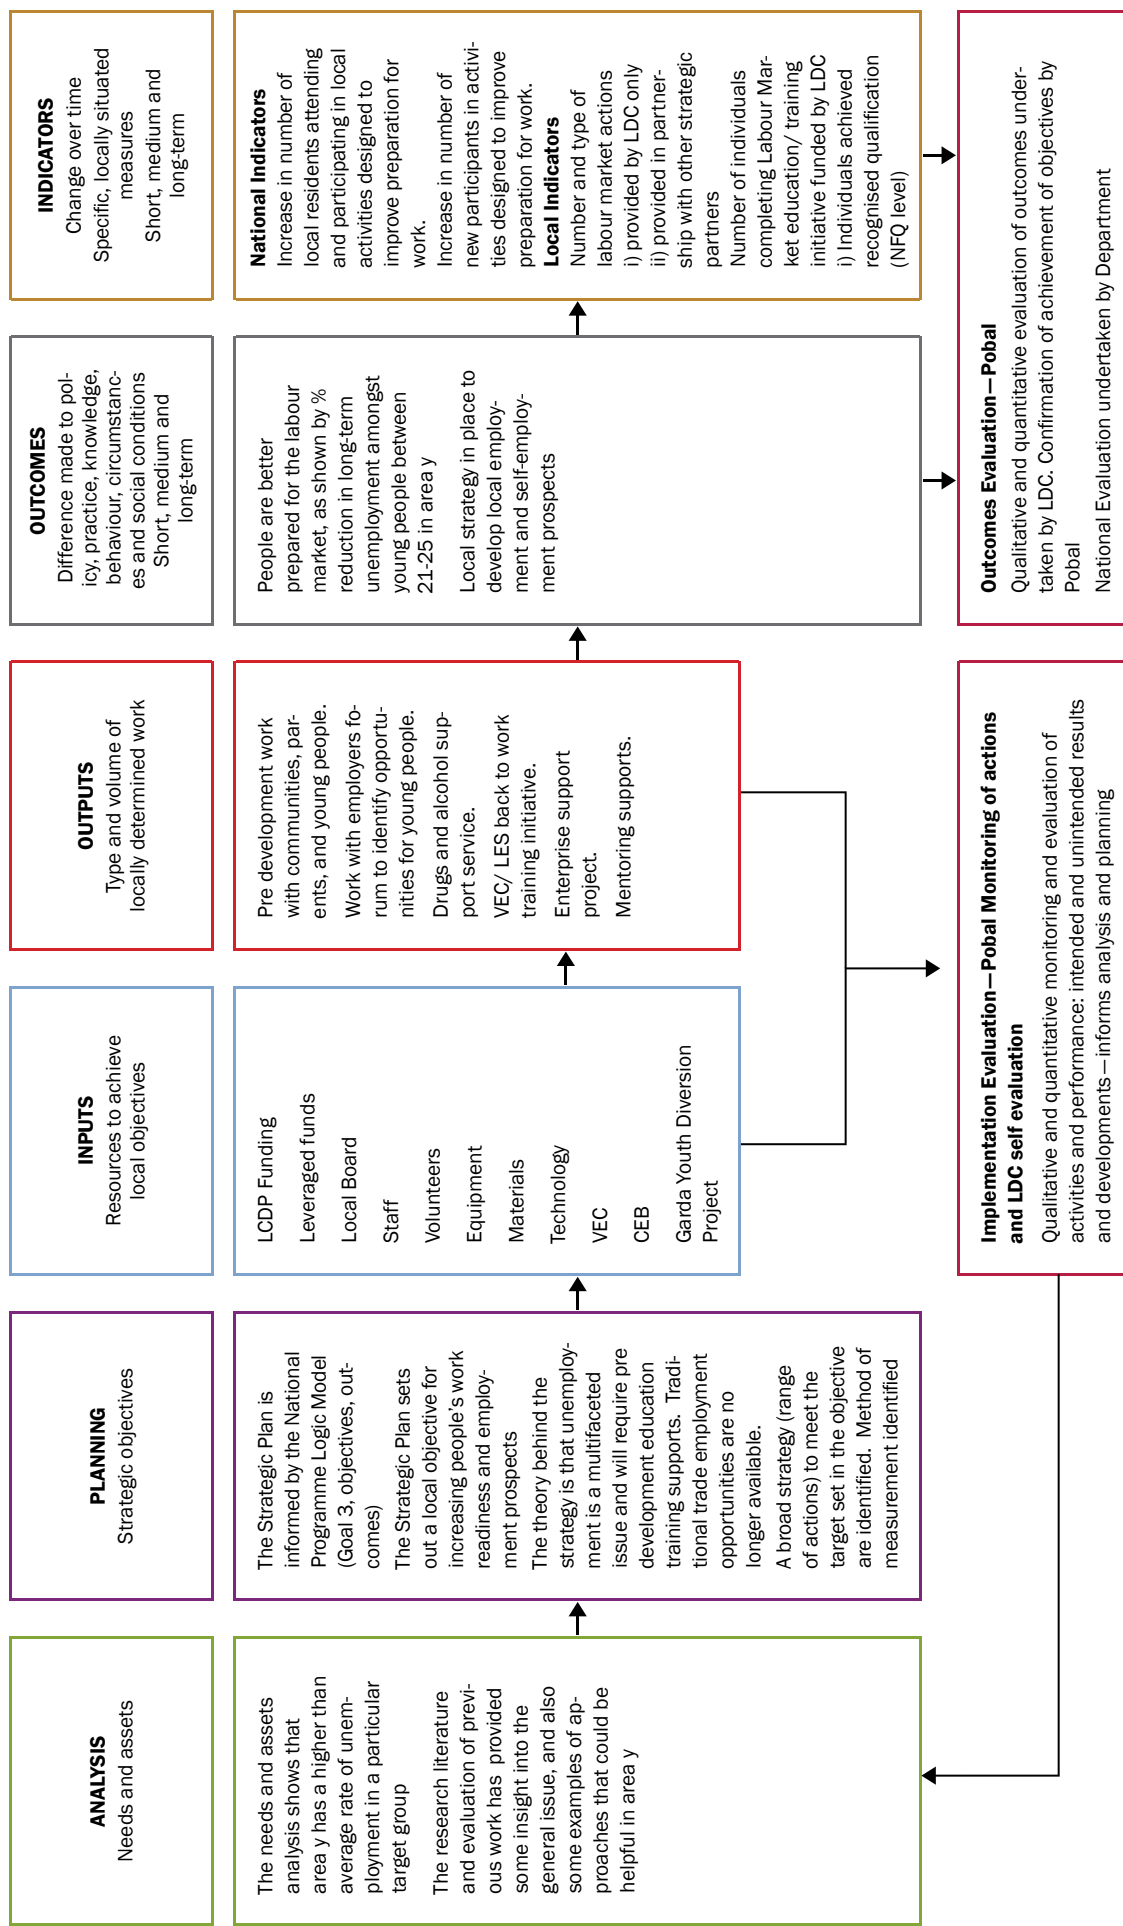 ANALYSIS
Needs and assets
PLANNING
Strategic objectives
INPUTS
Resources to achieve
local objectives
OUTPUTS
Type and volume of
locally determined work
OUTCOMES
Difference made to pol-
icy, practice, knowledge,
behaviour, circumstanc-
es and social conditions
Short, medium and
long-term
INDICATORS
Change over time
Specific, locally situated
measures
Short, medium and
long-term
The needs and assets
analysis shows that
area y has a higher than
average rate of unem-
ployment in a particular
target group
The research literature
and evaluation of previ-
ous work has provided
some insight into the
general issue, and also
some examples of ap-
proaches that could be
helpful in area y
The Strategic Plan is
informed by the National
Programme Logic Model
(Goal 3, objectives, out-
comes)
The Strategic Plan sets
out a local objective for
increasing people's work
readiness and employ-
ment prospects
The theory behind the
strategy is that unemploy-
ment is a multifaceted
issue and will require pre
development education
training supports. Tradi-
tional trade employment
opportunities are no
longer available.
A broad strategy (range
of actions) to meet the
target set in the objective
are identified. Method of
measurement identified
LCDP Funding
Leveraged funds
Local Board
Staff
Volunteers
Equipment
Materials
Technology
VEC
CEB
Garda Youth Diversion
Project
Pre development work
with communities, par-
ents, and young people.
Work with employers fo-
rum to identify opportu-
nities for young people.
Drugs and alcohol sup-
port service.
VEC/ LES back to work
training initiative.
Enterprise support
project.
Mentoring supports.
People are better
prepared for the labour
market, as shown by %
reduction in long-term
unemployment amongst
young people between
21-25 in area y
Local strategy in place to
develop local employ-
ment and self-employ-
ment prospects
National Indicators
Increase in number of
local residents attending
and participating in local
activities designed to
improve preparation for
work.
Increase in number of
new participants in activi-
ties designed to improve
preparation for work.
Local Indicators
Number and type of
labour market actions
i) provided by LDC only
ii) provided in partner-
ship with other strategic
partners
Number of individuals
completing Labour Mar-
ket education/ training
initiative funded by LDC
i) Individuals achieved
recognised qualification
(NFQ level)
Implementation Evaluation—Pobal Monitoring of actions
and LDC self evaluation
Qualitative and quantitative monitoring and evaluation of
activities and performance: intended and unintended results
and developments—informs analysis and planning
Outcomes Evaluation—Pobal
Qualitative and quantitative evaluation of outcomes under-
taken by LDC. Confirmation of achievement of objectives by
Pobal
National Evaluation undertaken by Department